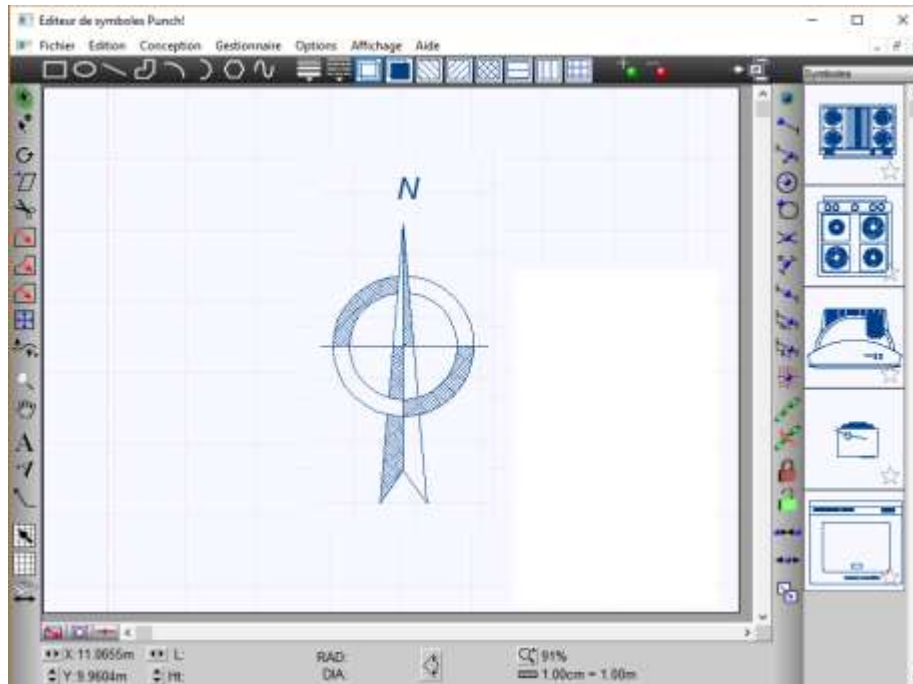 Editeur de symboles Punch!
Fichier Edition Conception Gestionnaire Options Affichage Aide
Symboles
N
A
X: 11.0655m L: RAD: 91%
Y: 9.9604m Ht: DIA: 1.00cm = 1.00m